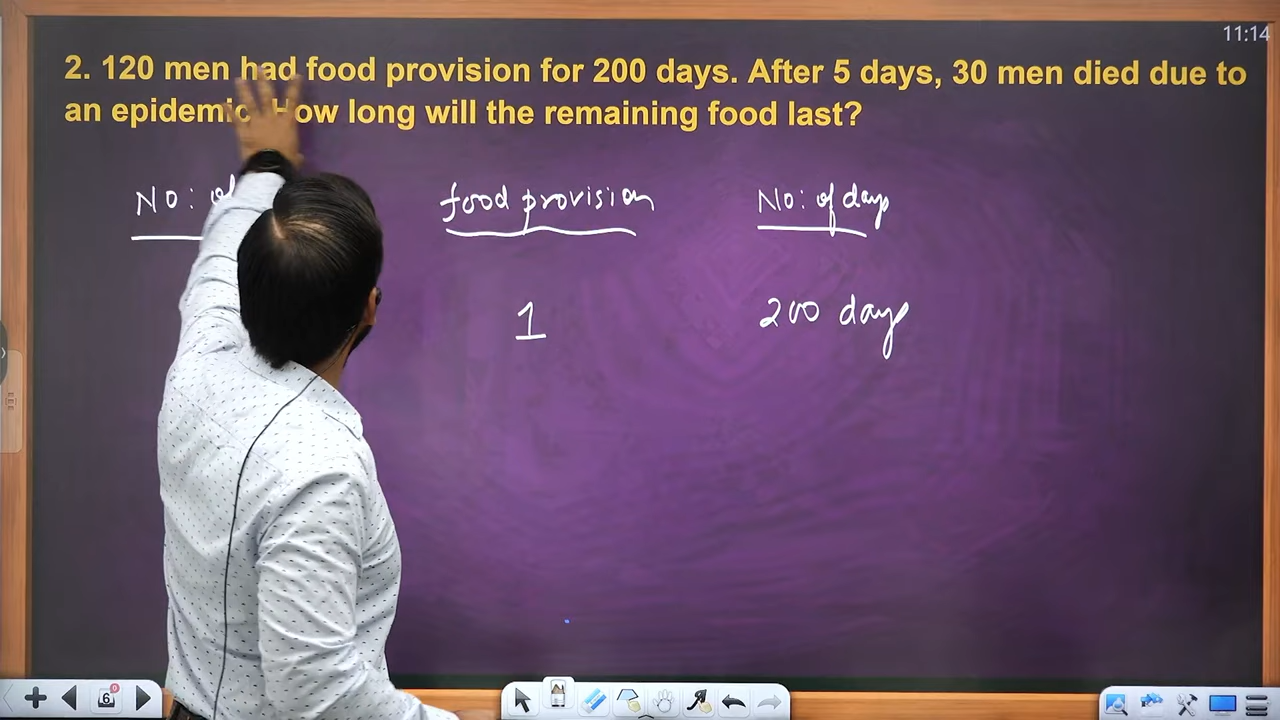 11:14
2. 120 men had food provision for 200 days. After 5 days, 30 men died due to
an epidemic. How long will the remaining food last?
No: of food provision No: of days
1 200 days
6